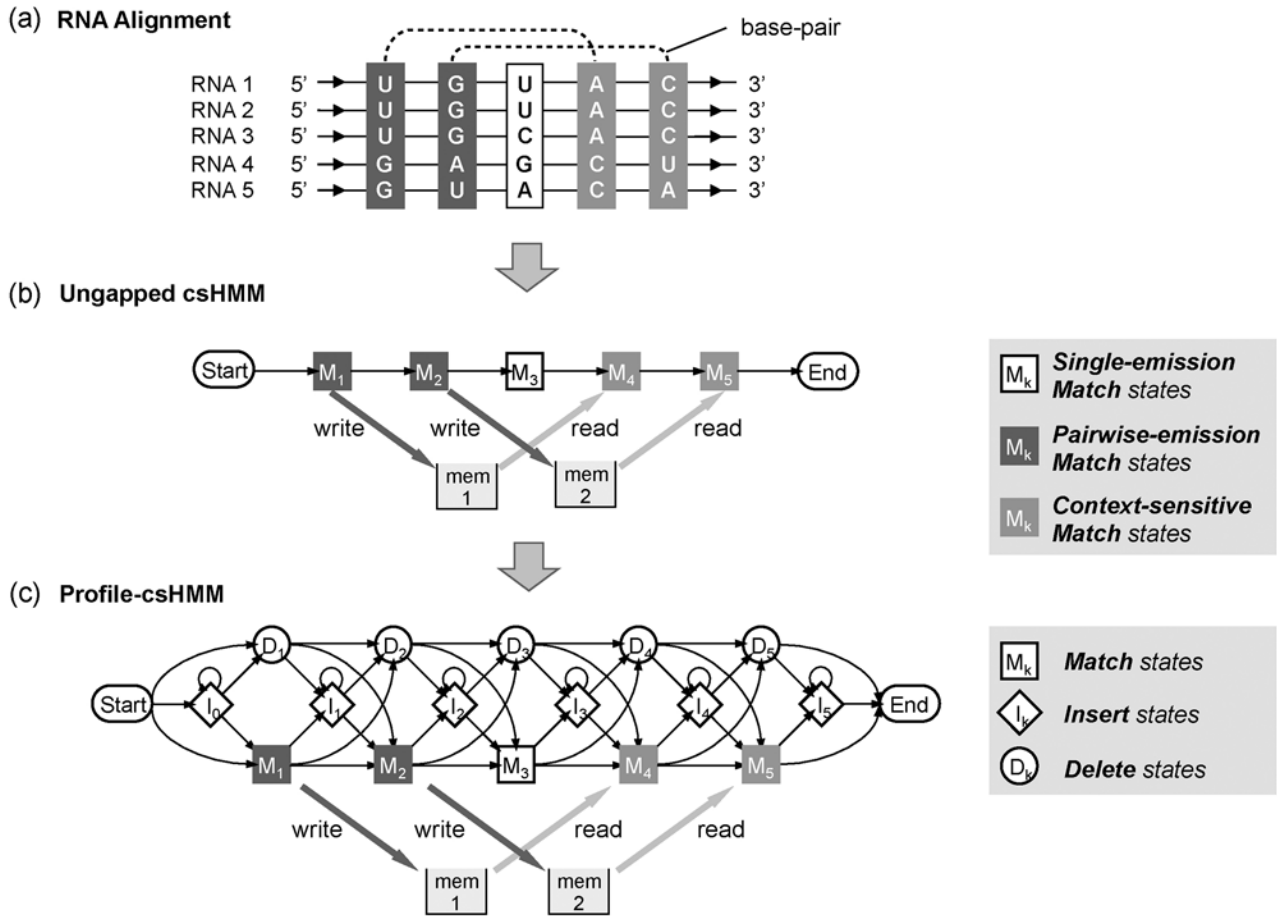 (a) RNA Alignment
base-pair
RNA 1 5’ U G U A C 3’
RNA 2 5’ U G U A C 3’
RNA 3 5’ U G C A C 3’
RNA 4 5’ G A G C U 3’
RNA 5 5’ G U A C A 3’
(b) Ungapped csHMM
Start M1 M2 M3 M4 M5 End
write write read read
mem 1
mem 2
Mk Single-emission
Match states
Mk Pairwise-emission
Match states
Mk Context-sensitive
Match states
(c) Profile-csHMM
D1 D2 D3 D4 D5
Start I0 I1 I2 I3 I4 I5 End
M1 M2 M3 M4 M5
write write read read
mem 1
mem 2
Mk Match states
Ik Insert states
Dk Delete states